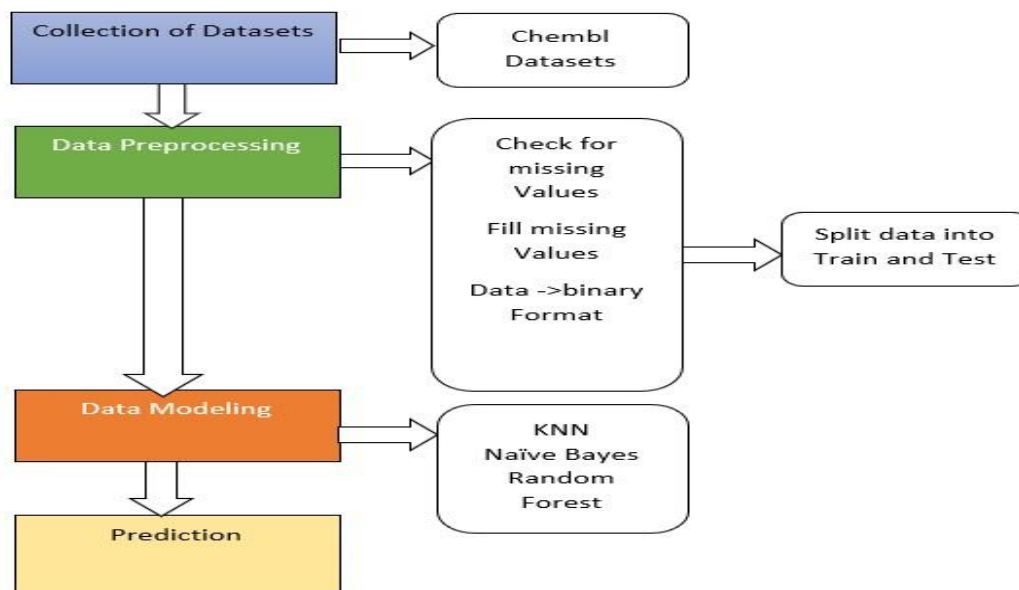 Collection of Datasets
Chembl
Datasets
Data Preprocessing
Check for
missing
Values
Fill missing
Values
Data ->binary
Format
Split data into
Train and Test
Data Modeling
KNN
Naïve Bayes
Random
Forest
Prediction